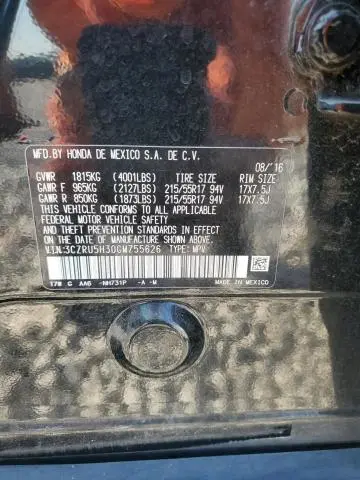 MFD.BY HONDA DE MEXICO S.A. DE C.V.
08/'16
GVWR 1815KG (4001LBS) TIRE SIZE RIM SIZE
GAWR F 965KG (2127LBS) 215/55R17 94V 17X7.5J
GAWR R 850KG (1873LBS) 215/55R17 94V 17X7.5J
THIS VEHICLE CONFORMS TO ALL APPLICABLE
FEDERAL MOTOR VEHICLE SAFETY
AND THEFT PREVENTION STANDARDS IN EFFECT
ON THE DATE OF MANUFACTURE SHOWN ABOVE.
V.I.N:3CZRU5H30GM755626 TYPE: MPV
T7W G AA6 -NH731P -A -M
MADE IN MEXICO